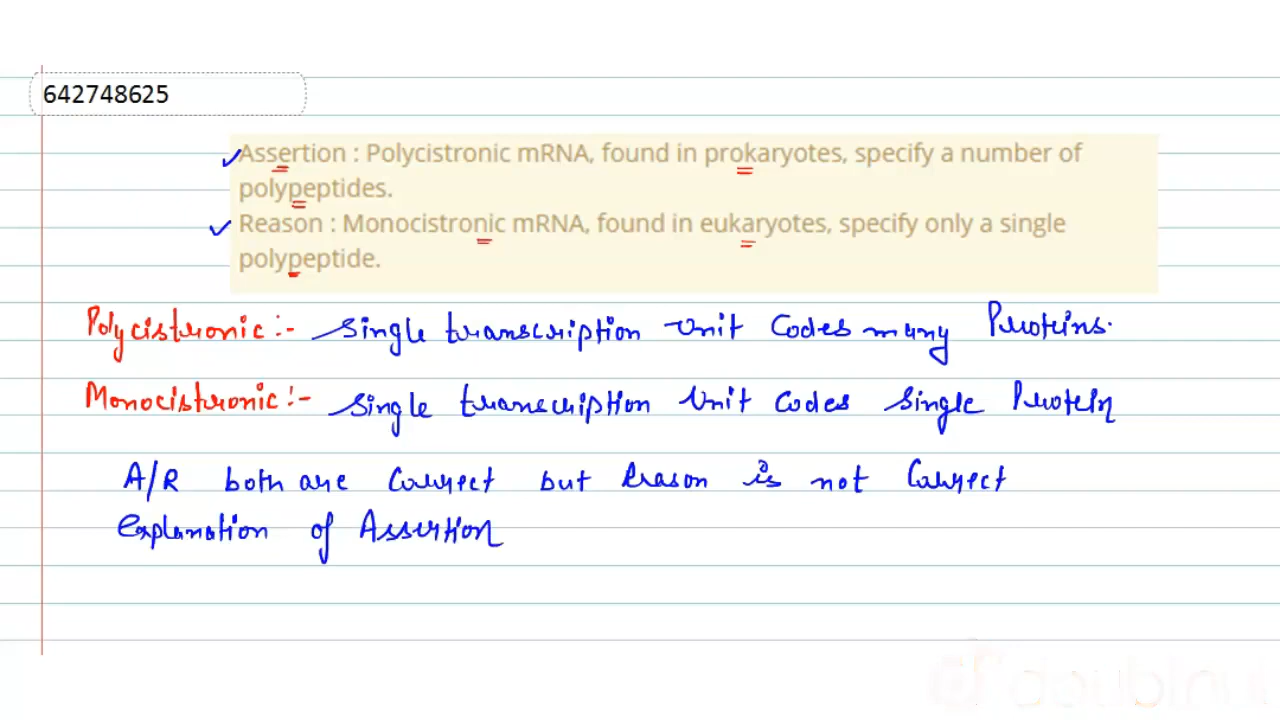 642748625
Assertion : Polycistronic mRNA, found in prokaryotes, specify a number of
polypeptides.
Reason : Monocistronic mRNA, found in eukaryotes, specify only a single
polypeptide.
Polycistronic :- Single transcription Unit Codes many Proteins.
Monocistronic :- Single transcription Unit Codes Single Protein
A/R both are Correct but Reason is not Correct
explanation of Assertion
doubtnut